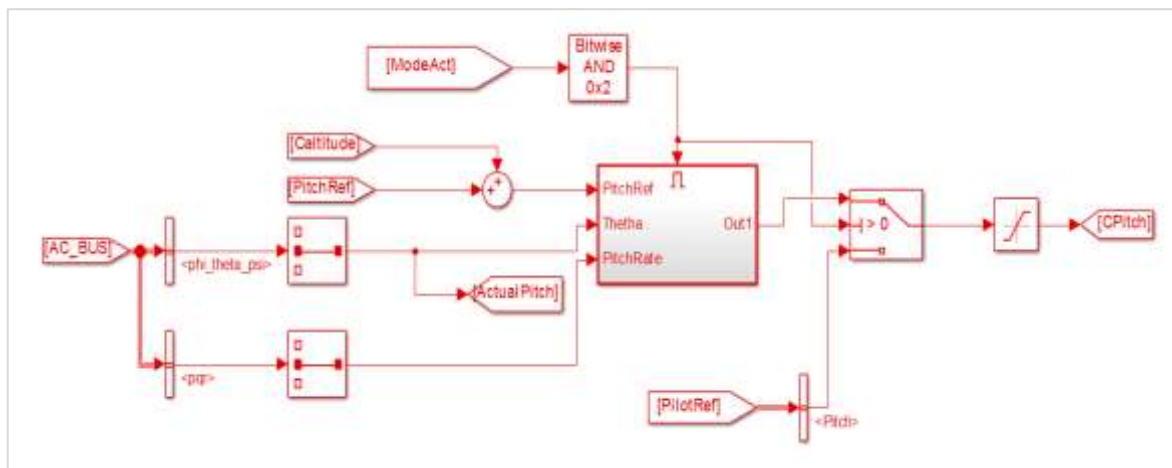 [ModeAct]
Bitwise
AND
0x2
[Caltitude]
[PitchRef]
+
+
PitchRef
Thetha
PitchRate
Out1
> 0
[CPitch]
[AC_BUS]
<phi_theta_psi>
[ActualPitch]
<pqr>
[PilotRef]
<Pitch>